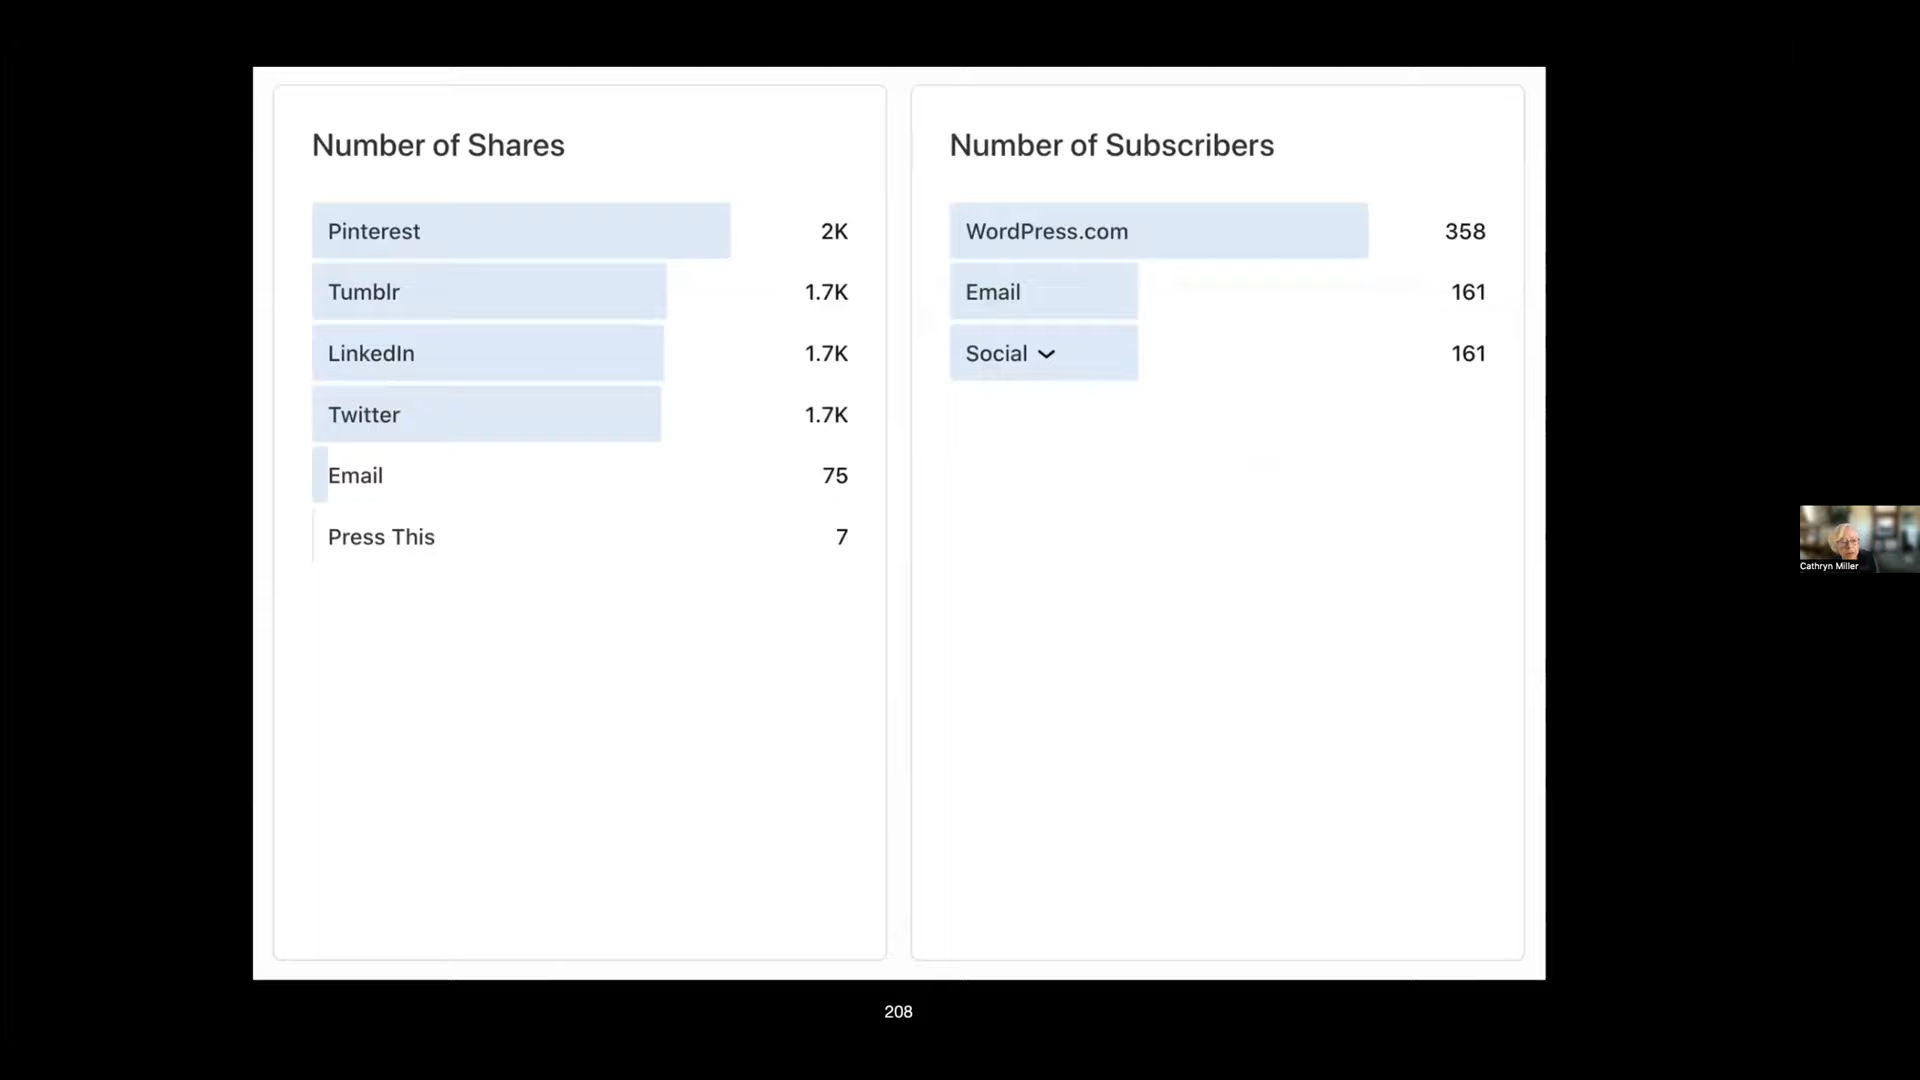 Number of Shares
Pinterest 2K
Tumblr 1.7K
LinkedIn 1.7K
Twitter 1.7K
Email 75
Press This 7
Number of Subscribers
WordPress.com 358
Email 161
Social 161
208
Cathryn Miller